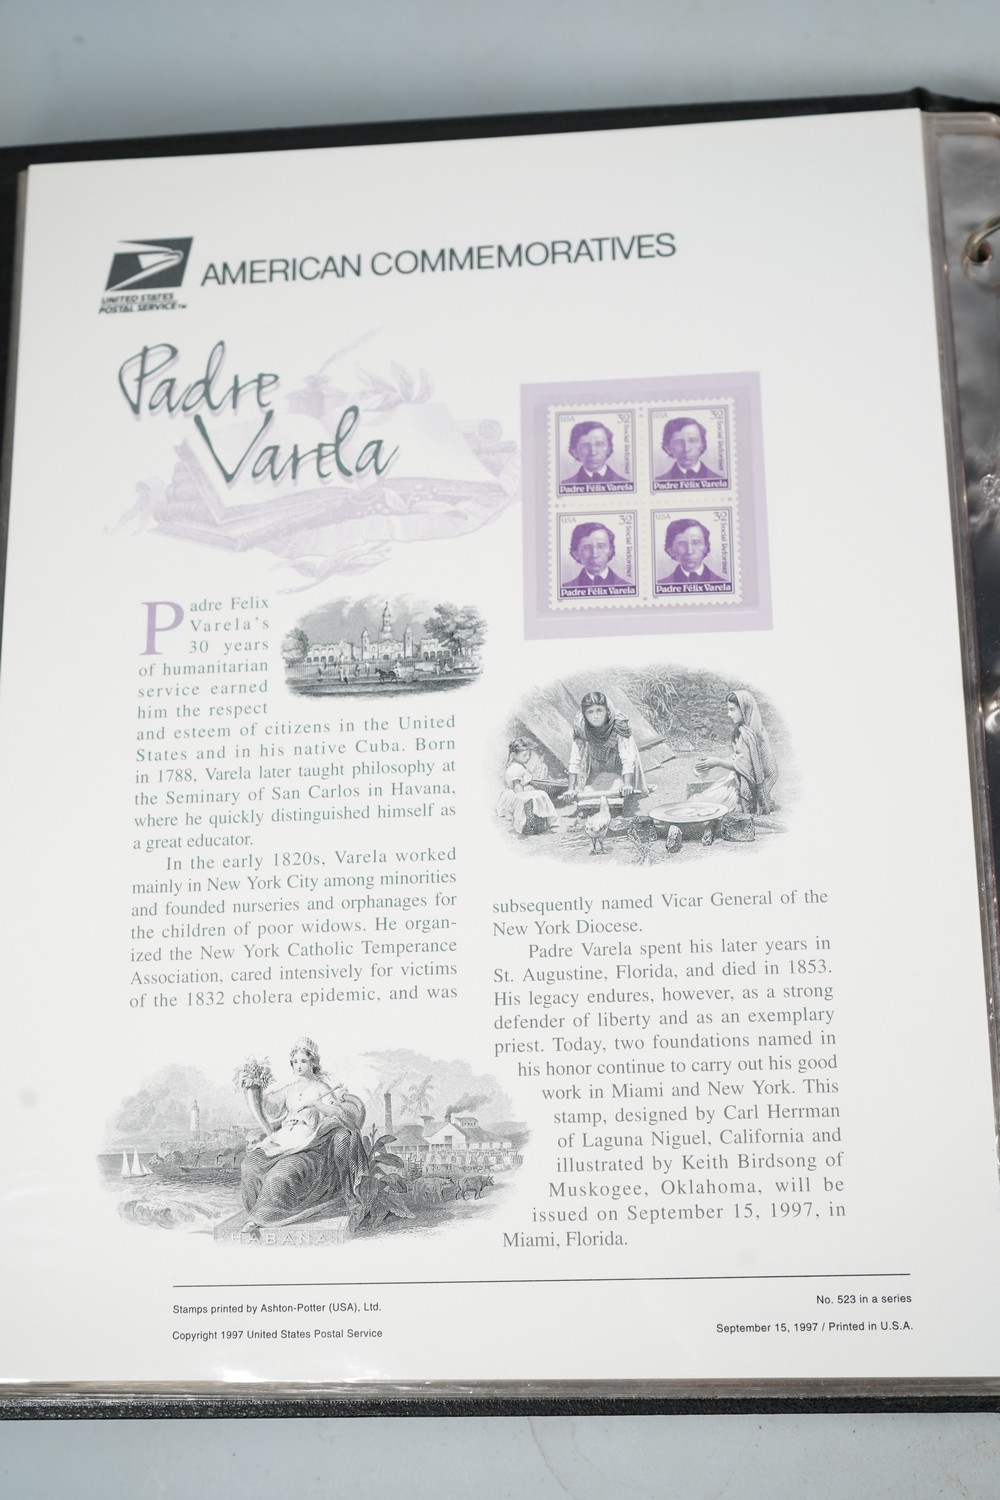 UNITED STATES
POSTAL SERVICE™
AMERICAN COMMEMORATIVES
Padre
Varela
USA
32
Social Reformer
Padre Félix Varela
USA
32
Social Reformer
Padre Félix Varela
USA
32
Social Reformer
Padre Félix Varela
USA
32
Social Reformer
Padre Félix Varela
Padre Felix
Varela's
30 years
of humanitarian
service earned
him the respect
and esteem of citizens in the United
States and in his native Cuba. Born
in 1788, Varela later taught philosophy at
the Seminary of San Carlos in Havana,
where he quickly distinguished himself as
a great educator.
In the early 1820s, Varela worked
mainly in New York City among minorities
and founded nurseries and orphanages for
the children of poor widows. He organ-
ized the New York Catholic Temperance
Association, cared intensively for victims
of the 1832 cholera epidemic, and was
HABANA
subsequently named Vicar General of the
New York Diocese.
Padre Varela spent his later years in
St. Augustine, Florida, and died in 1853.
His legacy endures, however, as a strong
defender of liberty and as an exemplary
priest. Today, two foundations named in
his honor continue to carry out his good
work in Miami and New York. This
stamp, designed by Carl Herrman
of Laguna Niguel, California and
illustrated by Keith Birdsong of
Muskogee, Oklahoma, will be
issued on September 15, 1997, in
Miami, Florida.
Stamps printed by Ashton-Potter (USA), Ltd.
Copyright 1997 United States Postal Service
No. 523 in a series
September 15, 1997 / Printed in U.S.A.